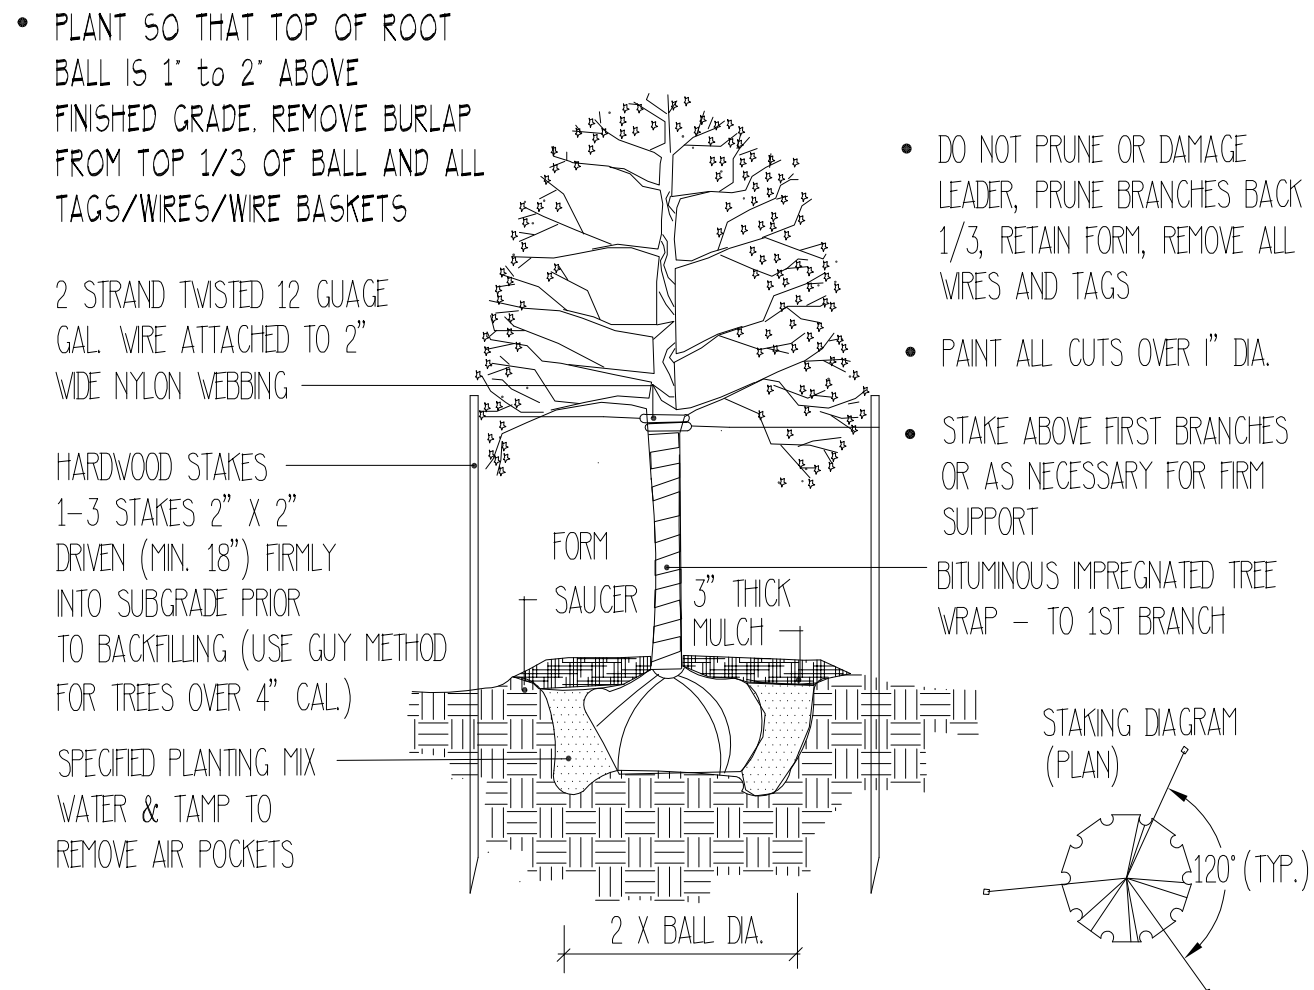 • PLANT SO THAT TOP OF ROOT
BALL IS 1" to 2" ABOVE
FINISHED GRADE, REMOVE BURLAP
FROM TOP 1/3 OF BALL AND ALL
TAGS/WIRES/WIRE BASKETS
2 STRAND TWISTED 12 GUAGE
GAL. WIRE ATTACHED TO 2"
WIDE NYLON WEBBING
HARDWOOD STAKES
1-3 STAKES 2" X 2"
DRIVEN (MIN. 18") FIRMLY
INTO SUBGRADE PRIOR
TO BACKFILLING (USE GUY METHOD
FOR TREES OVER 4" CAL.)
SPECIFIED PLANTING MIX
WATER & TAMP TO
REMOVE AIR POCKETS
FORM
SAUCER
3" THICK
MULCH
2 X BALL DIA.
• DO NOT PRUNE OR DAMAGE
LEADER, PRUNE BRANCHES BACK
1/3, RETAIN FORM, REMOVE ALL
WIRES AND TAGS
• PAINT ALL CUTS OVER 1" DIA.
• STAKE ABOVE FIRST BRANCHES
OR AS NECESSARY FOR FIRM
SUPPORT
BITUMINOUS IMPREGNATED TREE
WRAP - TO 1ST BRANCH
STAKING DIAGRAM
(PLAN)
120° (TYP.)